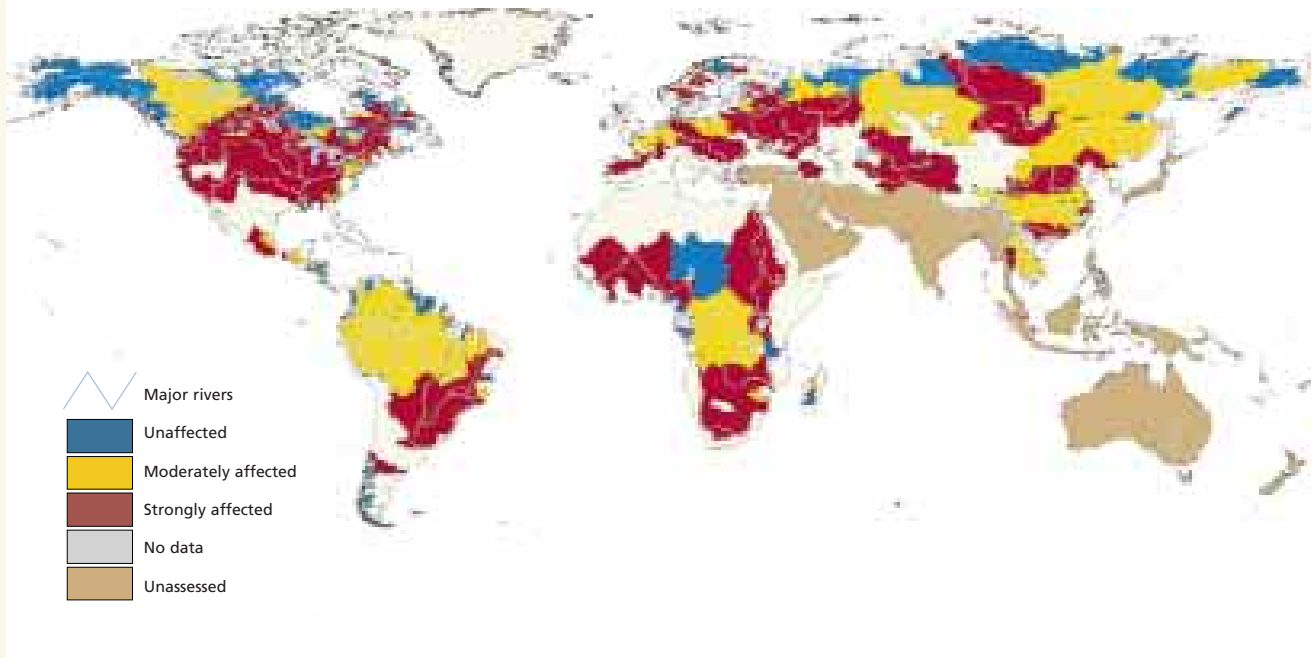 Major rivers
Unaffected
Moderately affected
Strongly affected
No data
Unassessed